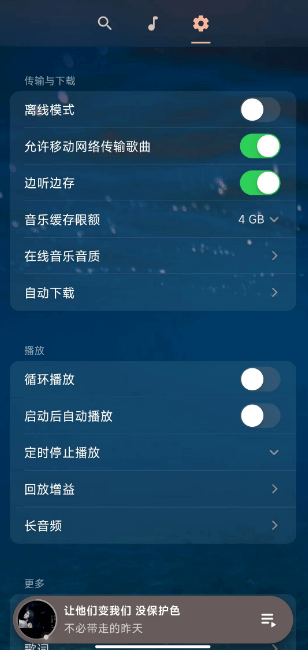 传输与下载
离线模式
允许移动网络传输歌曲
边听边存
音乐缓存限额 4 GB
在线音乐音质
自动下载
播放
循环播放
启动后自动播放
定时停止播放
回放增益
长音频
更多
让他们变我们 没保护色
不必带走的昨天
歌词